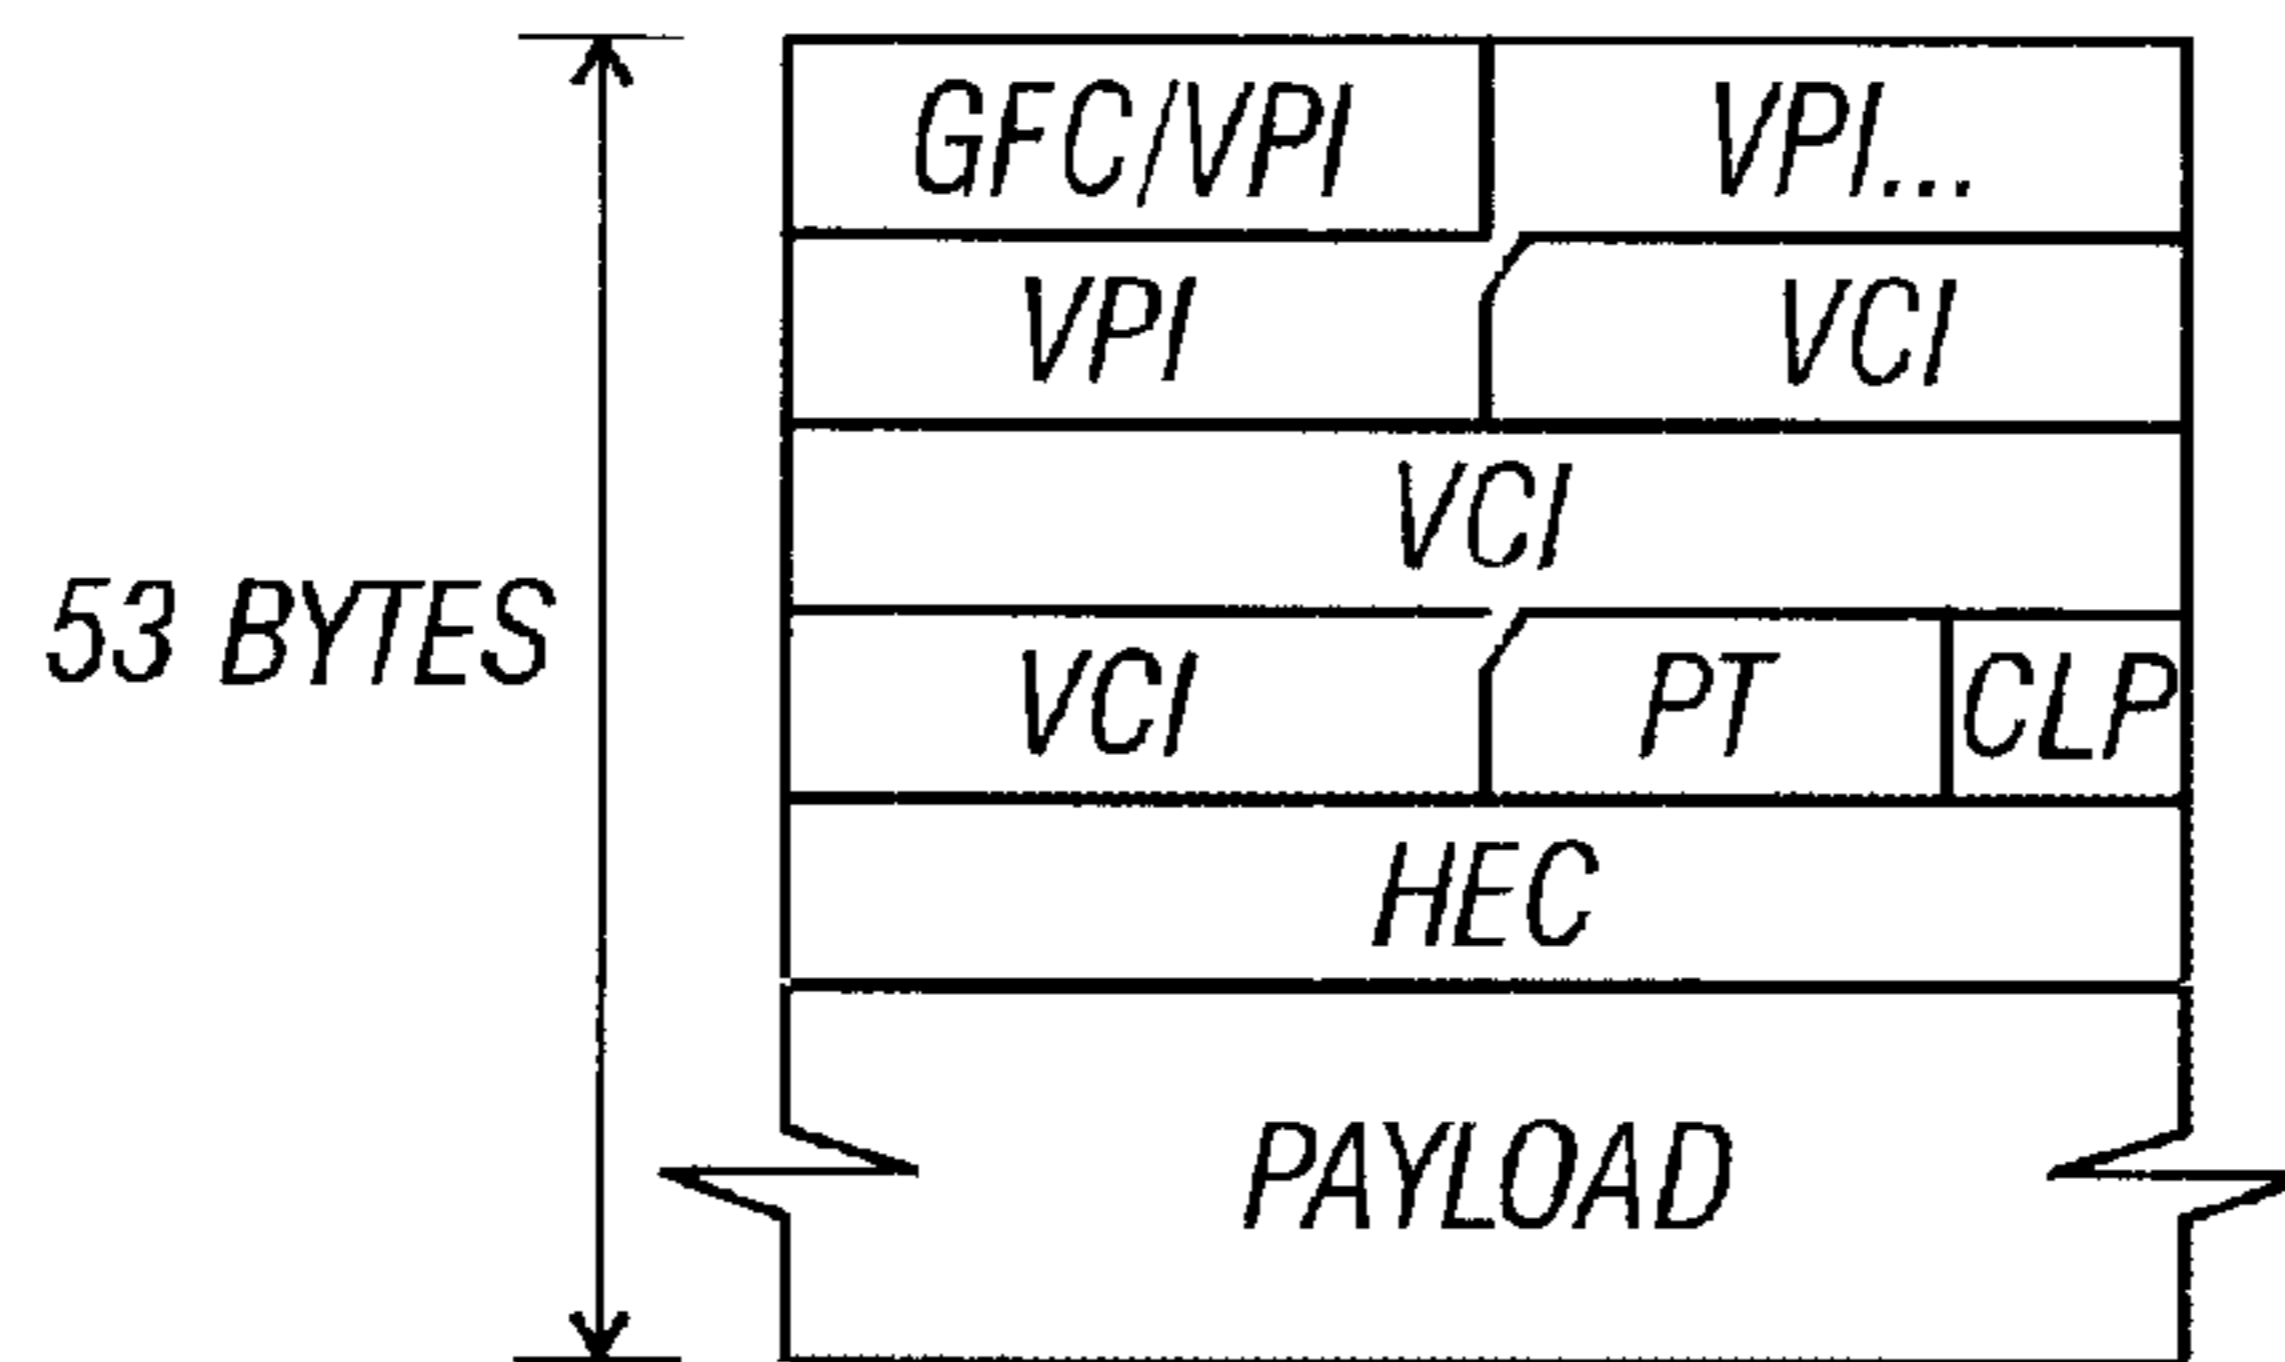 GFC/VPI VPI...
VPI VCI
VCI
53 BYTES
VCI PT CLP
HEC
PAYLOAD